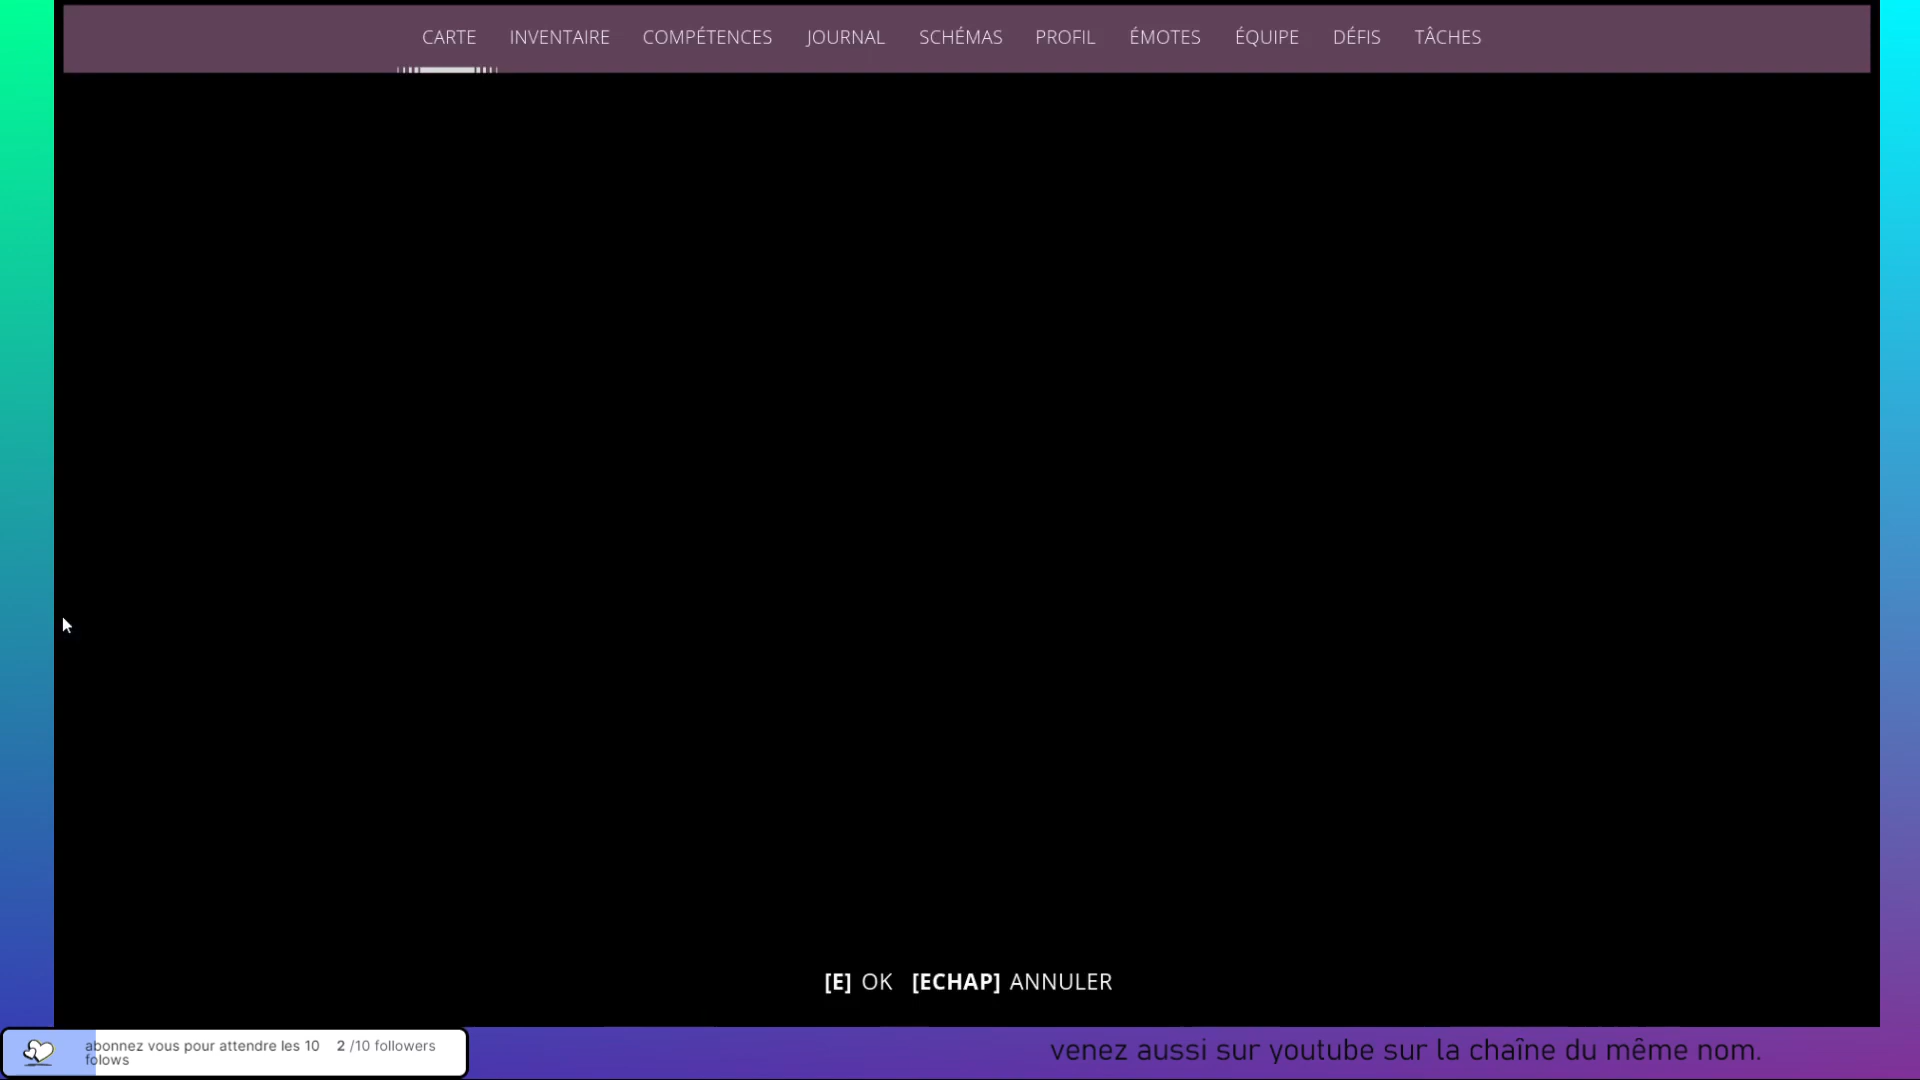 CARTE INVENTAIRE COMPÉTENCES JOURNAL SCHÉMAS PROFIL ÉMOTES ÉQUIPE DÉFIS TÂCHES
[E] OK [ECHAP] ANNULER
abonnez vous pour attendre les 10 2 /10 followers
folows
venez aussi sur youtube sur la chaîne du même nom.